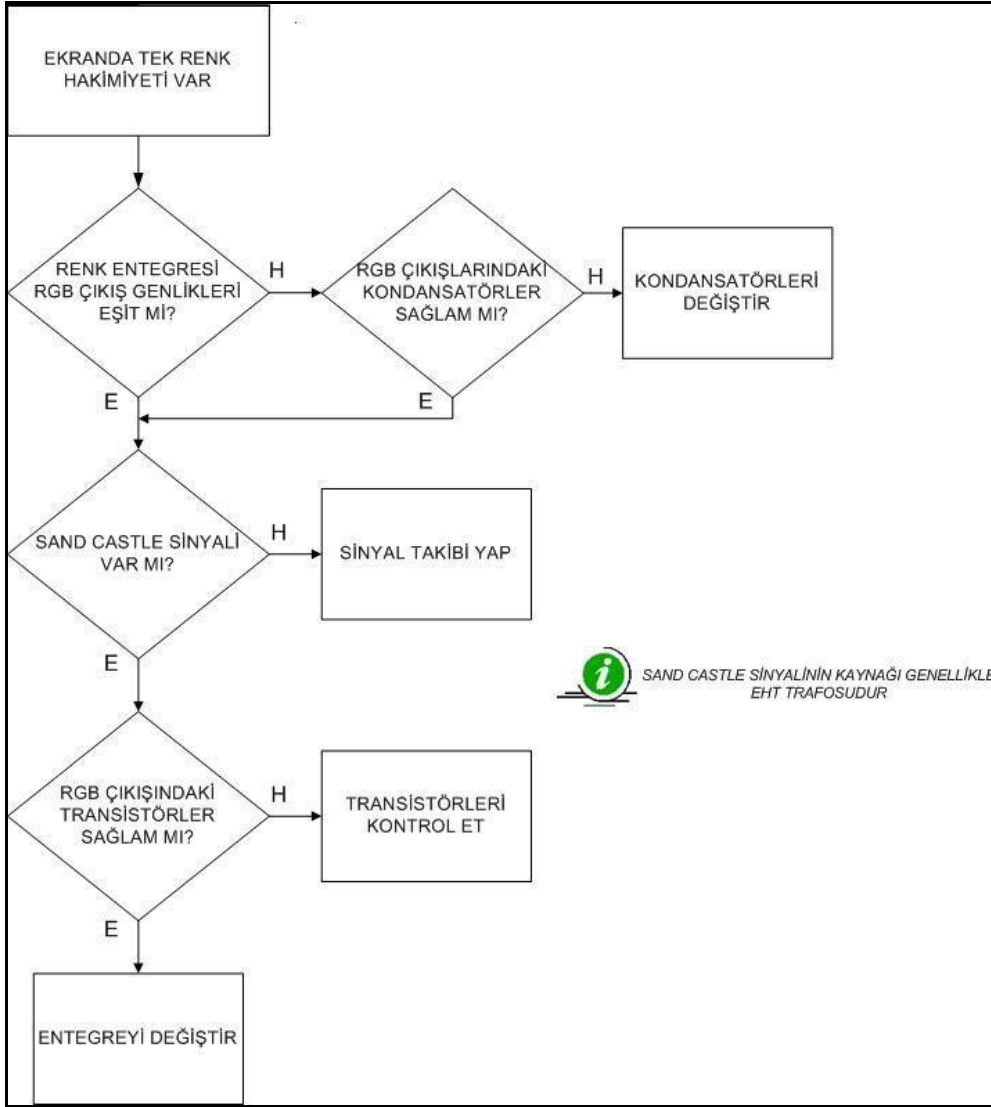 EKRANDA TEK RENK
HAKİMİYETİ VAR
RENK ENTEGRESİ
RGB ÇIKIŞ GENLİKLERİ
EŞİT Mİ?
H
RGB ÇIKIŞLARINDAKİ
KONDANSATÖRLER
SAĞLAM MI?
H
KONDANSATÖRLERİ
DEĞİŞTİR
E
E
SAND CASTLE SİNYALİ
VAR MI?
H
SİNYAL TAKİBİ YAP
E
SAND CASTLE SİNYALİNİN KAYNAĞI GENELLİKLE
EHT TRAFOSUDUR
RGB ÇIKIŞINDAKİ
TRANSİSTÖRLER
SAĞLAM MI?
H
TRANSİSTÖRLERİ
KONTROL ET
E
ENTEGREYİ DEĞİŞTİR